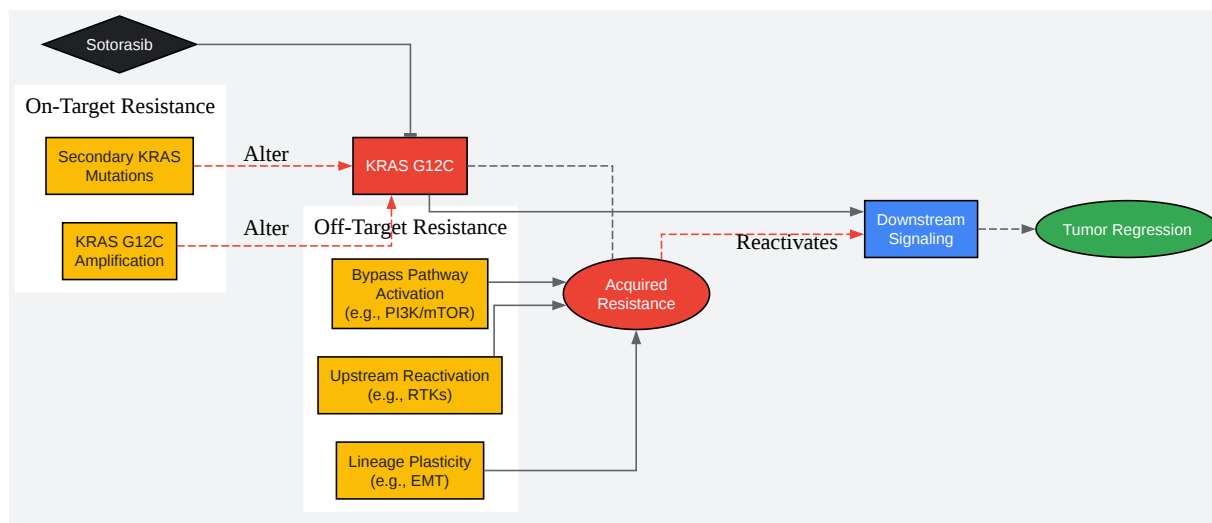 Sotorasib
On-Target Resistance
Secondary KRAS
Mutations
Alter
KRAS G12C
KRAS G12C
Amplification
Alter
Off-Target Resistance
Bypass Pathway
Activation
(e.g., PI3K/mTOR)
Upstream Reactivation
(e.g., RTKs)
Lineage Plasticity
(e.g., EMT)
Acquired
Resistance
Reactivates
Downstream
Signaling
Tumor Regression